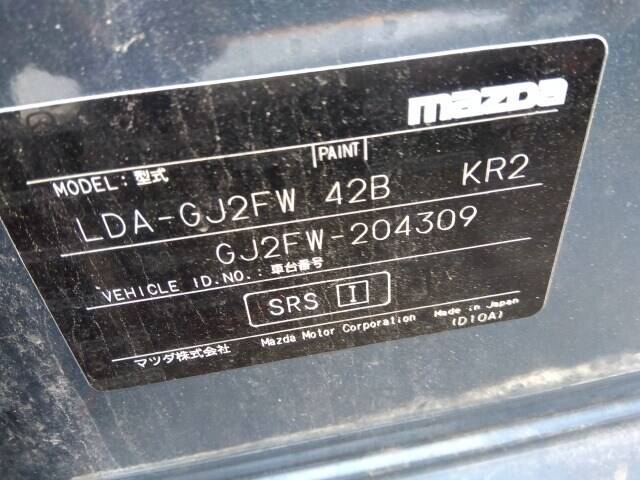 mazda
MODEL:型式 PAINT
LDA-GJ2FW 42B KR2
GJ2FW-204309
VEHICLE ID.NO.:車台番号
SRS I
マツダ株式会社 Mazda Motor Corporation Made in Japan
(D10A)